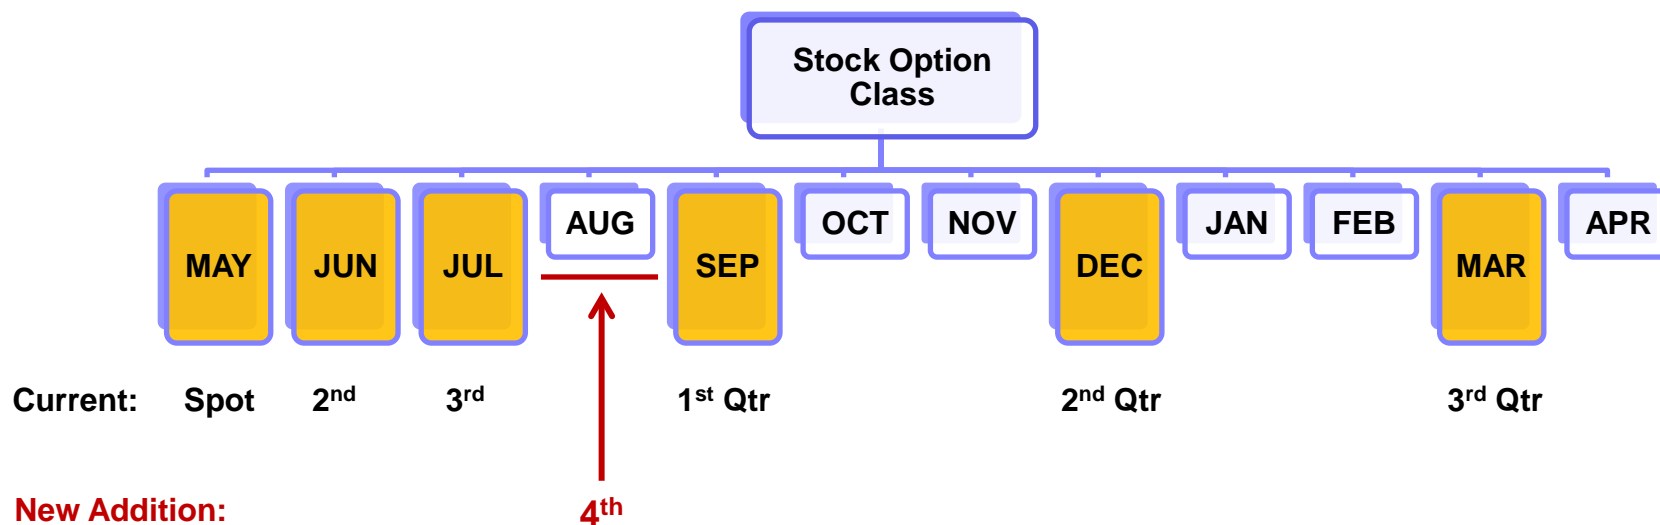 Stock Option
Class
MAY JUN JUL AUG SEP OCT NOV DEC JAN FEB MAR APR
Current: Spot 2nd 3rd 1st Qtr 2nd Qtr 3rd Qtr
New Addition: 4th